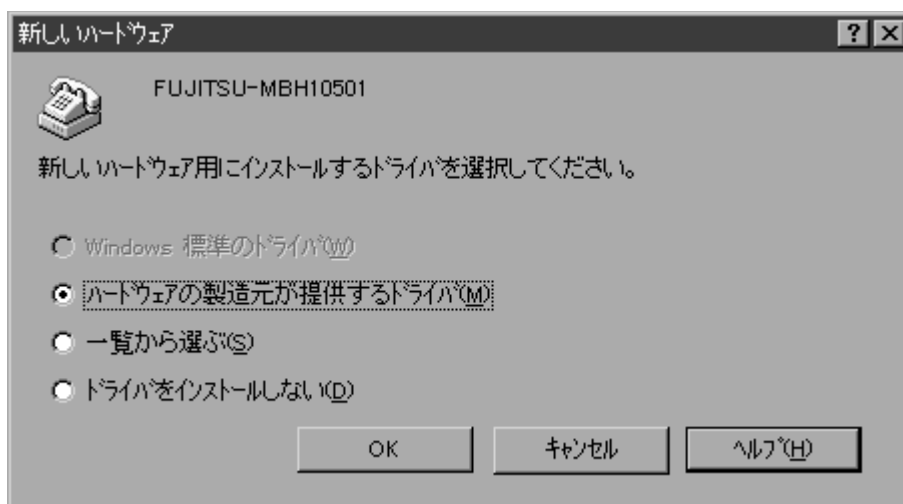 新しいハードウェア
FUJITSU-MBH10501
新しいハードウェア用にインストールするドライバを選択してください。
Windows 標準のドライバ(W)
ハードウェアの製造元が提供するドライバ(M)
一覧から選ぶ(S)
ドライバをインストールしない(D)
OK キャンセル ヘルプ(H)